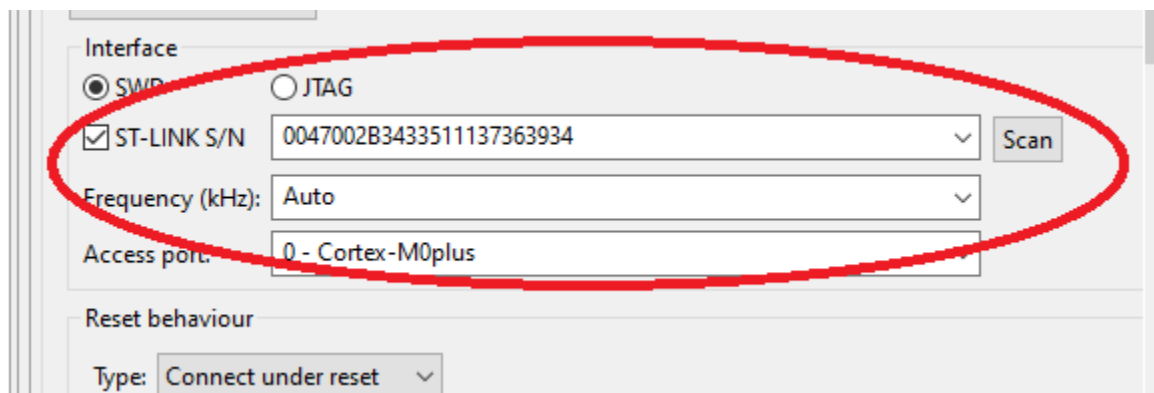 Interface
SWD JTAG
ST-LINK S/N 0047002B3433511137363934 Scan
Frequency (kHz): Auto
Access port: 0 - Cortex-M0plus
Reset behaviour
Type: Connect under reset